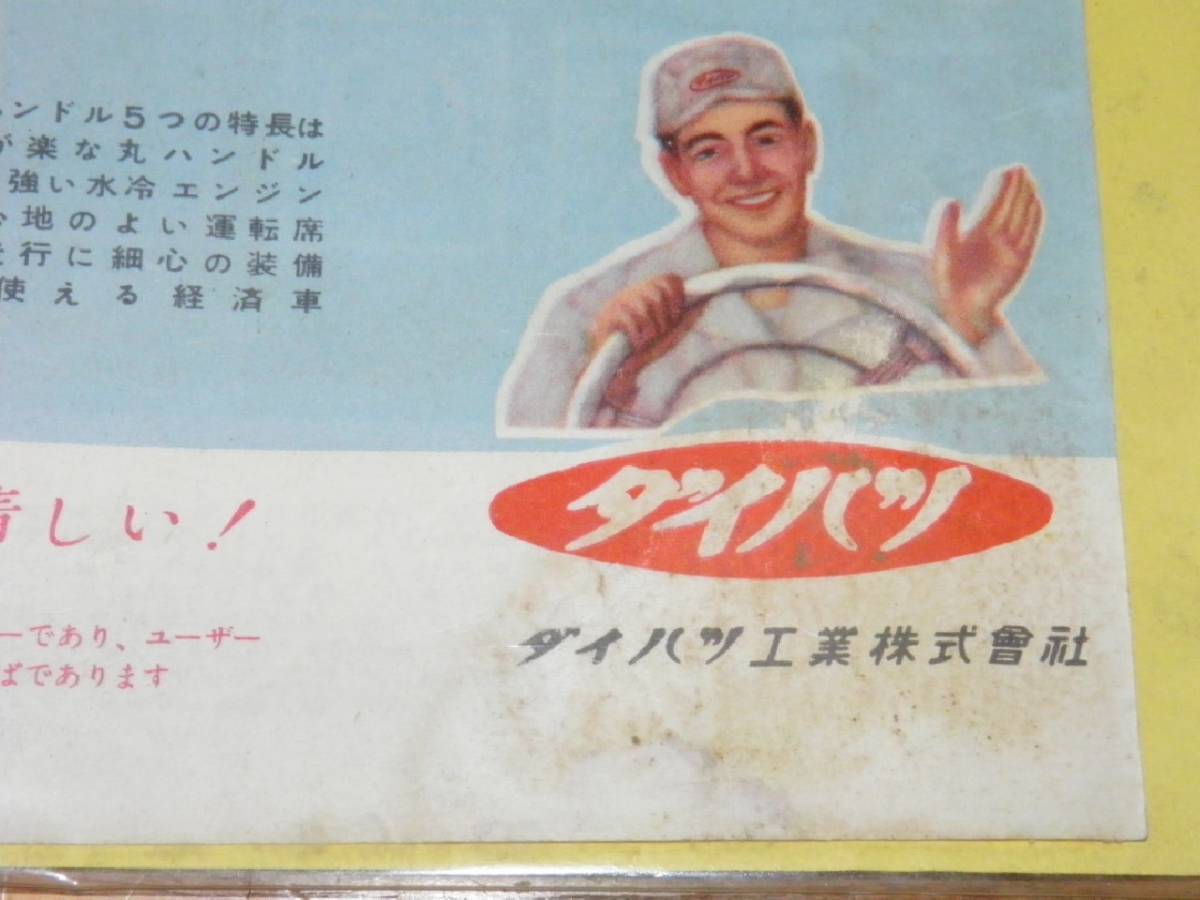 ンドル5つの特長は
が楽な丸ハンドル
強い水冷エンジン
地のよい運転席
行に細心の装備
使える経済車
晴しい!
ーであり、ユーザー
ばであります
ダイハツ
ダイハツ工業株式會社